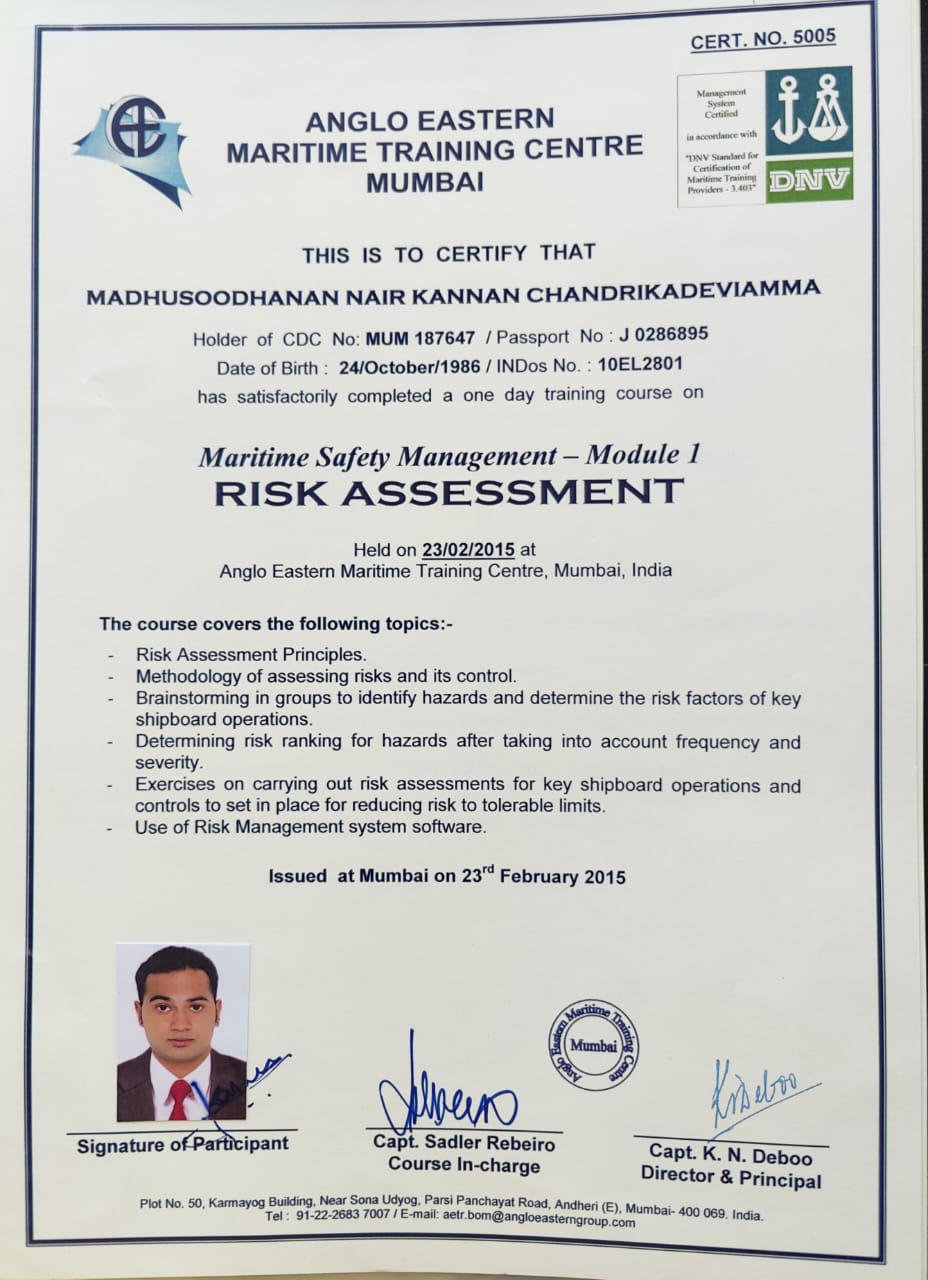 CERT. NO. 5005
Management
System
Certified
in accordance with
"DNV Standard for
Certification of
Maritime Training
Providers - 3.403"
DNV
ANGLO EASTERN
MARITIME TRAINING CENTRE
MUMBAI
THIS IS TO CERTIFY THAT
MADHUSOODHANAN NAIR KANNAN CHANDRIKADEVIAMMA
Holder of CDC No: MUM 187647 / Passport No : J 0286895
Date of Birth : 24/October/1986 / INDos No. : 10EL2801
has satisfactorily completed a one day training course on
Maritime Safety Management – Module 1
RISK ASSESSMENT
Held on 23/02/2015 at
Anglo Eastern Maritime Training Centre, Mumbai, India
The course covers the following topics:-
- Risk Assessment Principles.
- Methodology of assessing risks and its control.
- Brainstorming in groups to identify hazards and determine the risk factors of key
shipboard operations.
- Determining risk ranking for hazards after taking into account frequency and
severity.
- Exercises on carrying out risk assessments for key shipboard operations and
controls to set in place for reducing risk to tolerable limits.
- Use of Risk Management system software.
Issued at Mumbai on 23rd February 2015
Anglo Eastern Maritime Training Centre
Mumbai
Signature of Participant
Capt. Sadler Rebeiro
Course In-charge
K N Deboo
Capt. K. N. Deboo
Director & Principal
Plot No. 50, Karmayog Building, Near Sona Udyog, Parsi Panchayat Road, Andheri (E), Mumbai- 400 069. India.
Tel : 91-22-2683 7007 / E-mail: aetr.bom@angloeasterngroup.com